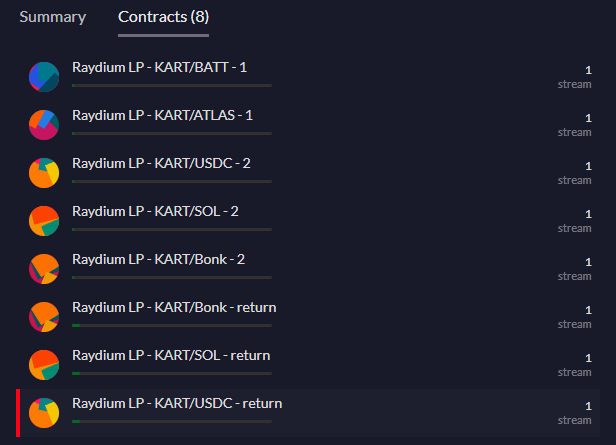 Summary Contracts (8)
Raydium LP - KART/BATT - 1 1
stream
Raydium LP - KART/ATLAS - 1 1
stream
Raydium LP - KART/USDC - 2 1
stream
Raydium LP - KART/SOL - 2 1
stream
Raydium LP - KART/Bonk - 2 1
stream
Raydium LP - KART/Bonk - return 1
stream
Raydium LP - KART/SOL - return 1
stream
Raydium LP - KART/USDC - return 1
stream